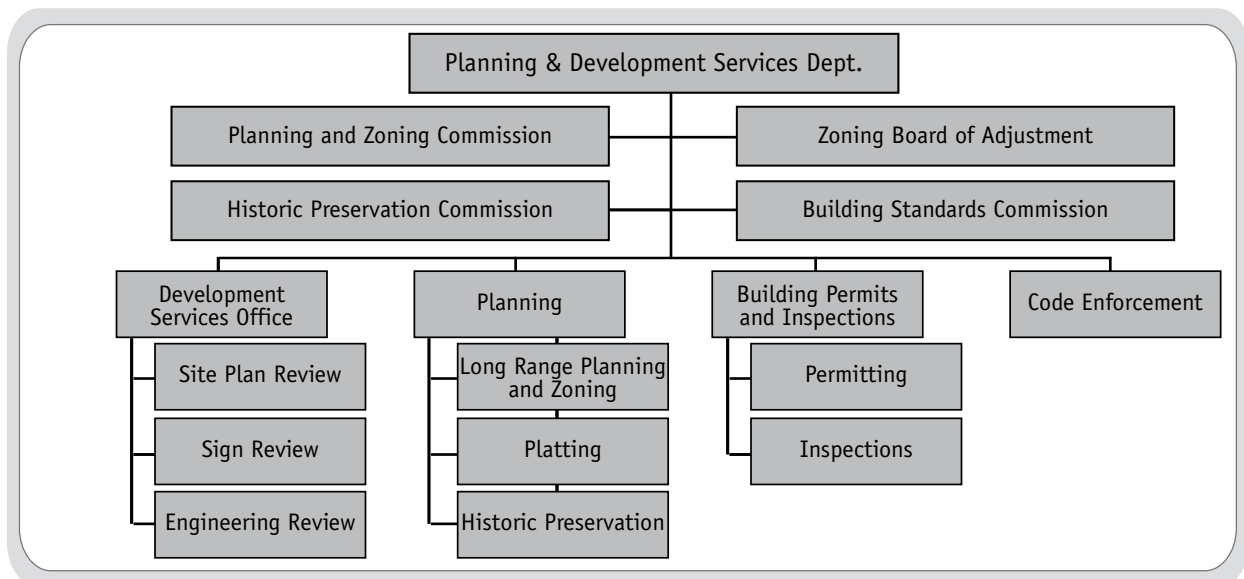 Planning & Development Services Dept.
Planning and Zoning Commission
Zoning Board of Adjustment
Historic Preservation Commission
Building Standards Commission
Development
Services Office
Planning
Building Permits
and Inspections
Code Enforcement
Site Plan Review
Long Range Planning
and Zoning
Permitting
Sign Review
Platting
Inspections
Engineering Review
Historic Preservation